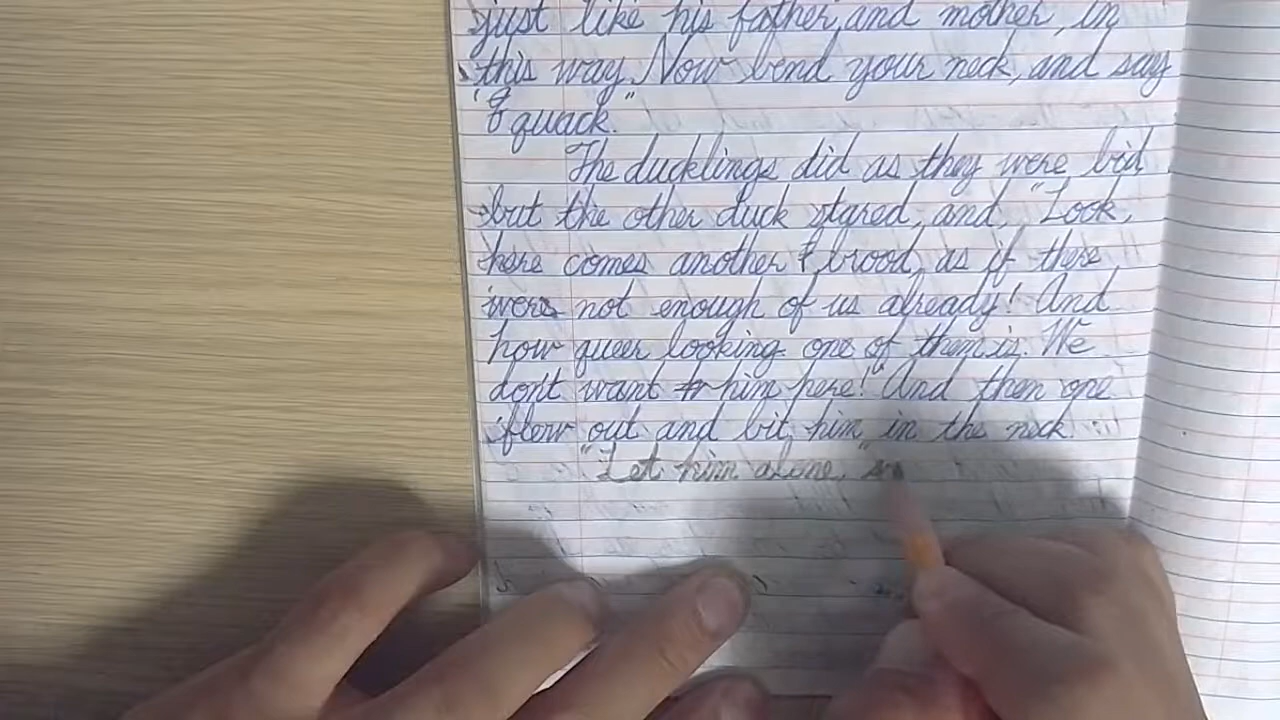 just like his father, and mother, in
this way. Now bend your neck, and say
'quack."
The ducklings did as they were bid,
but the other duck stared, and, "Look,
here comes another brood, as if there
were not enough of us already! And
how queer looking one of them is. We
don't want him here!" And then one
flew out and bit him in the neck.
"Let him alone," s